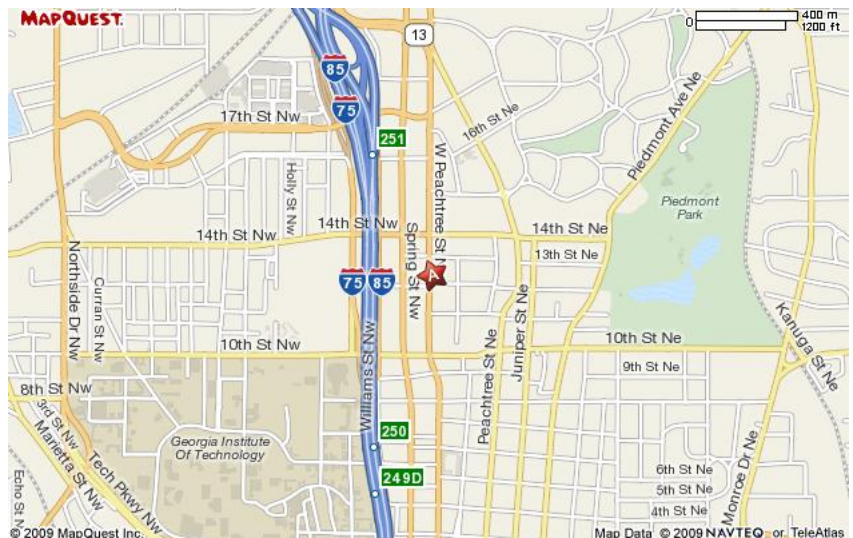 MAPQUEST.
400 m
0
1200 ft
13
85
75
17th St Nw
251
16th St Ne
W Peachtree St N
Piedmont Ave Ne
Holly St Nw
Piedmont
Park
14th St Nw
14th St Nw
14th St Ne
13th St Ne
Northside Dr Nw
Curran St Nw
Spring St Nw
A
75
85
Juniper St Ne
Peachtree St Ne
Kanuga St Ne
10th St Nw
10th St Ne
9th St Ne
Williams St Nw
8th St Nw
3rd St Nw
Marietta St Nw
Georgia Institute
Of Technology
250
249D
Tech Pkwy Nw
Echo St N
6th St Ne
5th St Ne
4th St Ne
Monroe Dr Ne
© 2009 MapQuest Inc.
Map Data © 2009 NAVTEQ or TeleAtlas